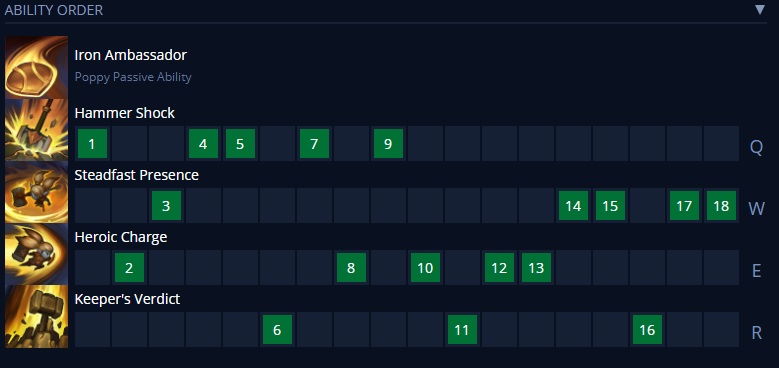 ABILITY ORDER ▼
Iron Ambassador
Poppy Passive Ability
Hammer Shock
1 4 5 7 9 Q
Steadfast Presence
3 14 15 17 18 W
Heroic Charge
2 8 10 12 13 E
Keeper's Verdict
6 11 16 R